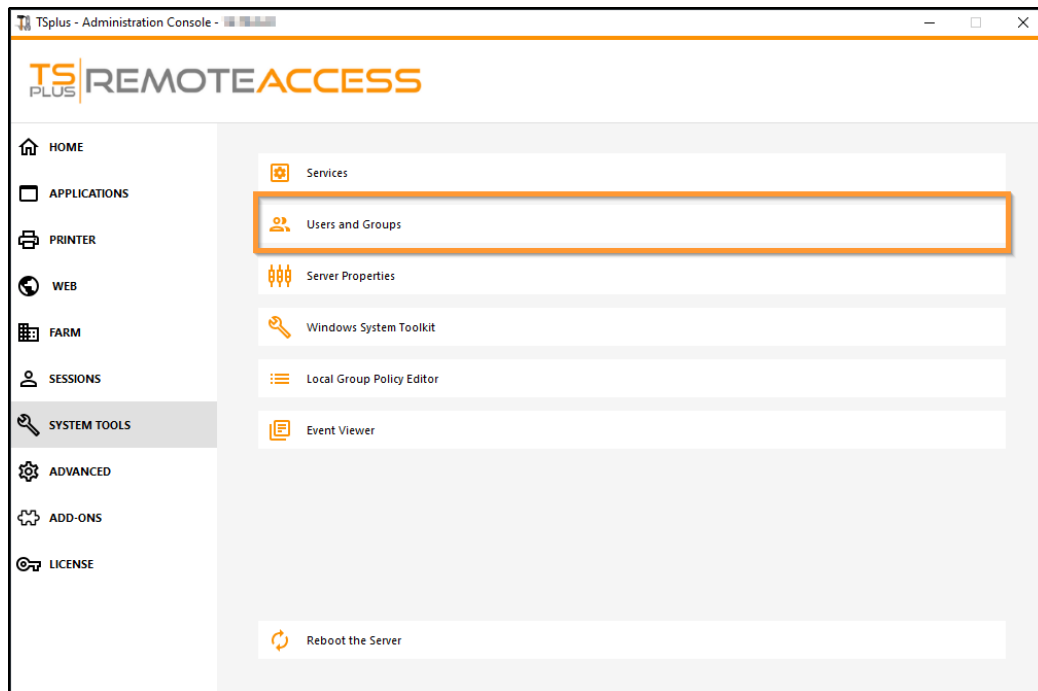 TSplus - Administration Console -
TS PLUS REMOTEACCESS
HOME
APPLICATIONS
PRINTER
WEB
FARM
SESSIONS
SYSTEM TOOLS
ADVANCED
ADD-ONS
LICENSE
Services
Users and Groups
Server Properties
Windows System Toolkit
Local Group Policy Editor
Event Viewer
Reboot the Server